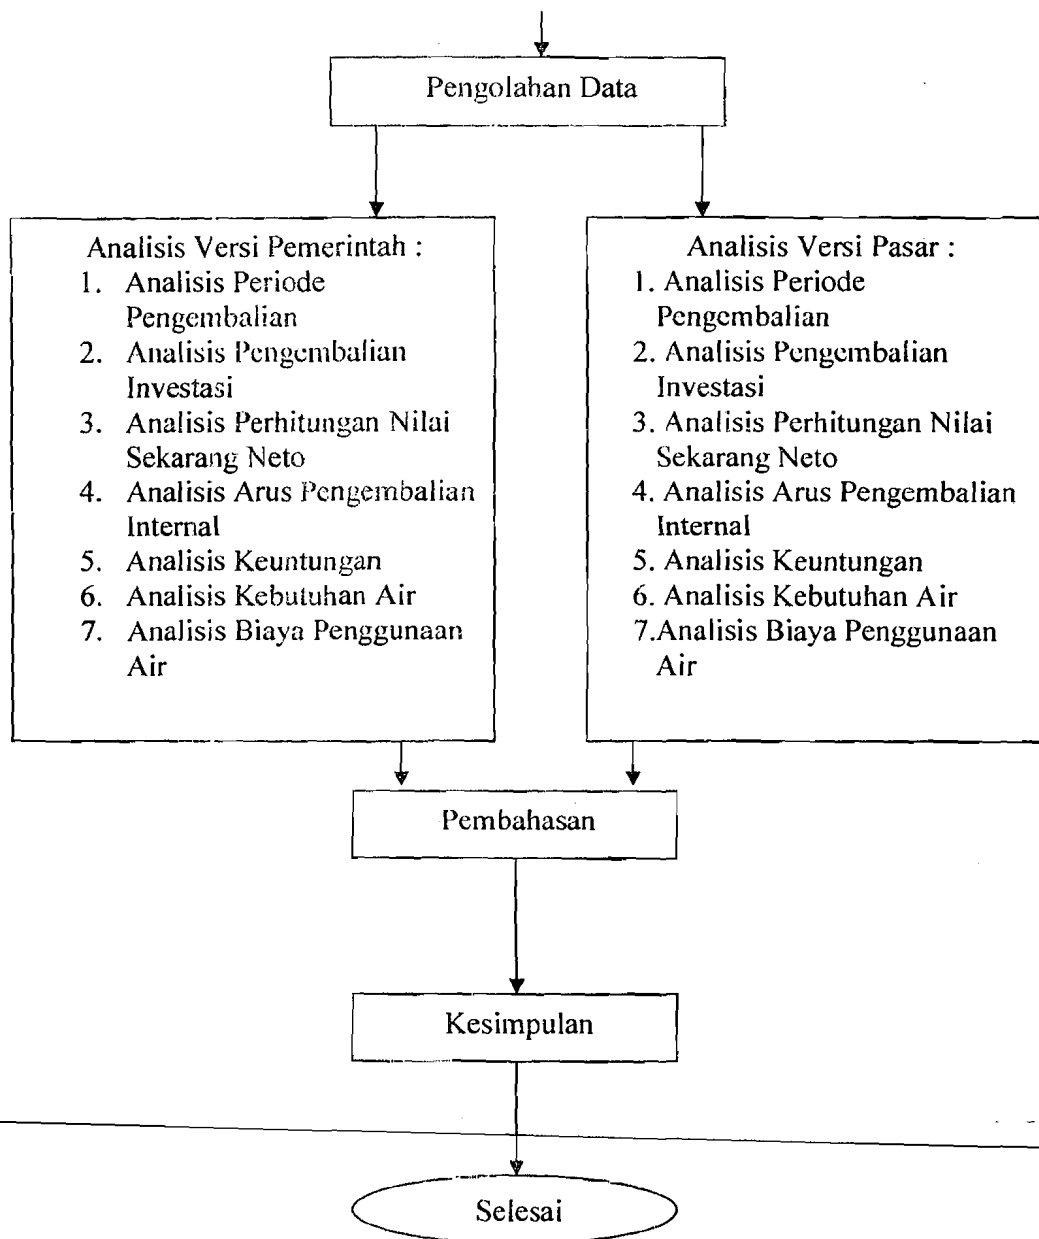 Pengolahan Data
Analisis Versi Pemerintah :
1. Analisis Periode
Pengembalian
2. Analisis Pengembalian
Investasi
3. Analisis Perhitungan Nilai
Sekarang Neto
4. Analisis Arus Pengembalian
Internal
5. Analisis Keuntungan
6. Analisis Kebutuhan Air
7. Analisis Biaya Penggunaan
Air
Analisis Versi Pasar :
1. Analisis Periode
Pengembalian
2. Analisis Pengembalian
Investasi
3. Analisis Perhitungan Nilai
Sekarang Neto
4. Analisis Arus Pengembalian
Internal
5. Analisis Keuntungan
6. Analisis Kebutuhan Air
7.Analisis Biaya Penggunaan
Air
Pembahasan
Kesimpulan
Selesai